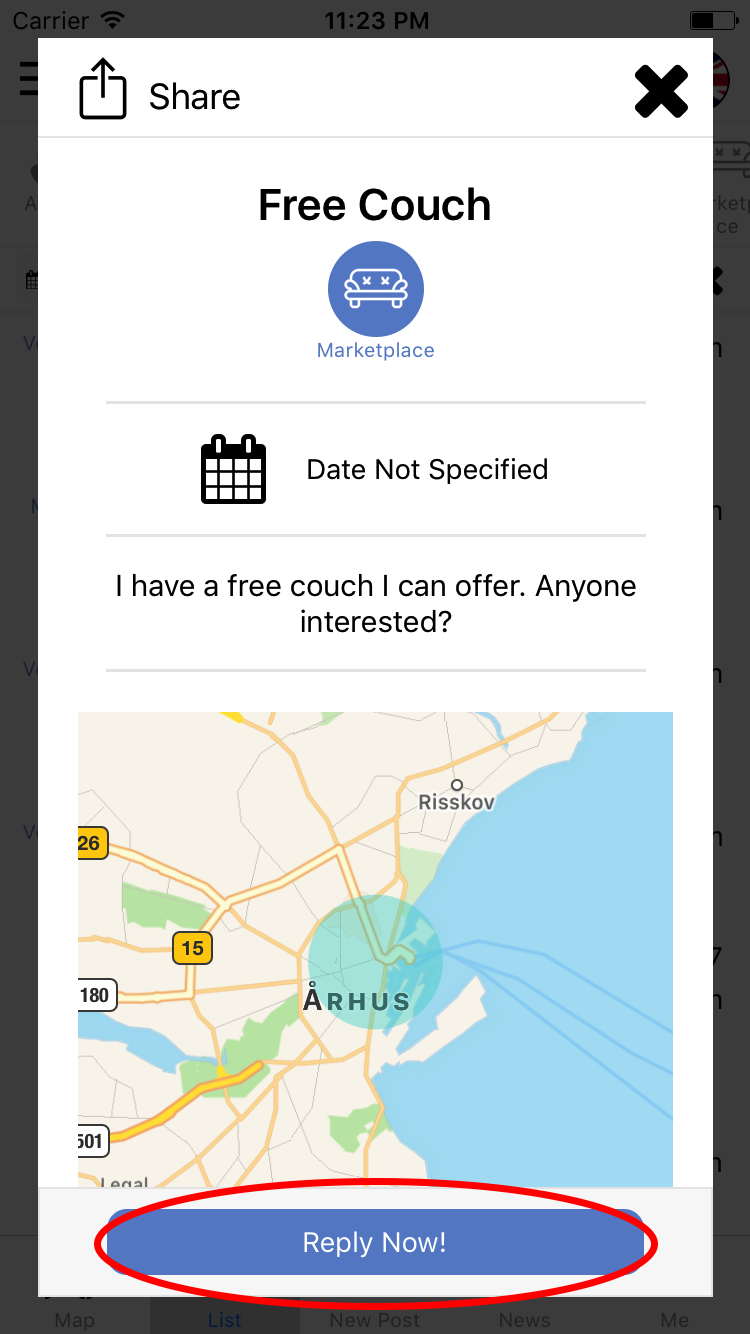 Carrier 11:23 PM
Share
Free Couch
Marketplace
Date Not Specified
I have a free couch I can offer. Anyone
interested?
Risskov
26
15
180
ÅRHUS
501
Reply Now!
Map List New Post News Me